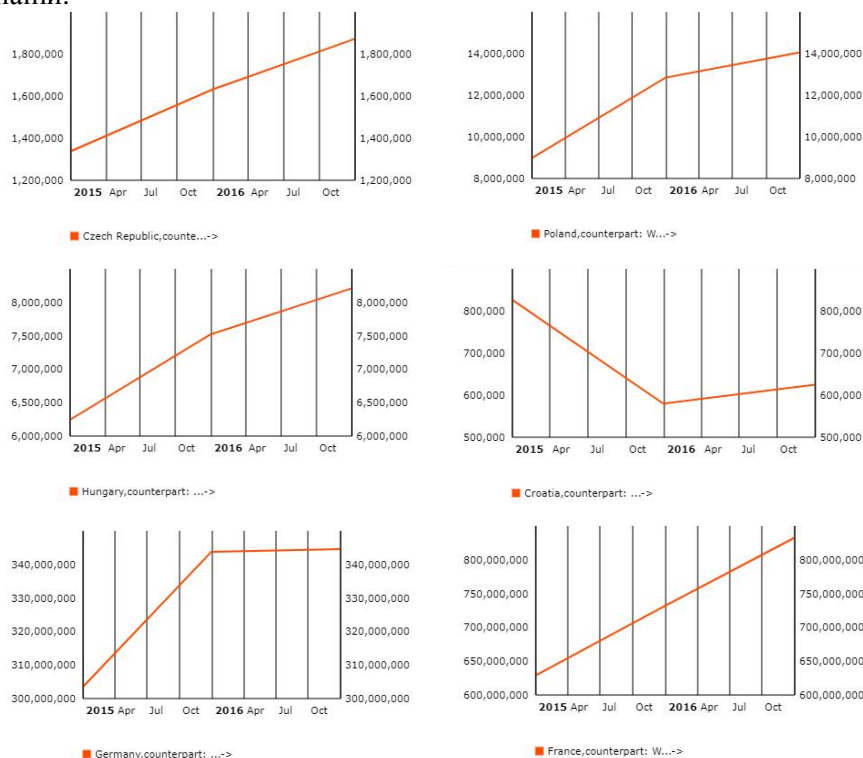 1,800,000 1,800,000 14,000,000 14,000,000
1,600,000 1,600,000 12,000,000 12,000,000
1,400,000 1,400,000 10,000,000 10,000,000
1,200,000 1,200,000 8,000,000 8,000,000
2015 Apr Jul Oct 2016 Apr Jul Oct 2015 Apr Jul Oct 2016 Apr Jul Oct
Czech Republic,counte...-> Poland,counterpart: W...->
8,000,000 8,000,000 800,000 800,000
7,500,000 7,500,000 700,000 700,000
7,000,000 7,000,000 600,000 600,000
6,500,000 6,500,000 500,000 500,000
6,000,000 6,000,000
2015 Apr Jul Oct 2016 Apr Jul Oct 2015 Apr Jul Oct 2016 Apr Jul Oct
Hungary,counterpart: ...-> Croatia,counterpart: ...->
340,000,000 340,000,000 800,000,000 800,000,000
330,000,000 330,000,000 750,000,000 750,000,000
320,000,000 320,000,000 700,000,000 700,000,000
310,000,000 310,000,000 650,000,000 650,000,000
300,000,000 300,000,000 600,000,000 600,000,000
2015 Apr Jul Oct 2016 Apr Jul Oct 2015 Apr Jul Oct 2016 Apr Jul Oct
Germany,counterpart: ...-> France,counterpart: W...->